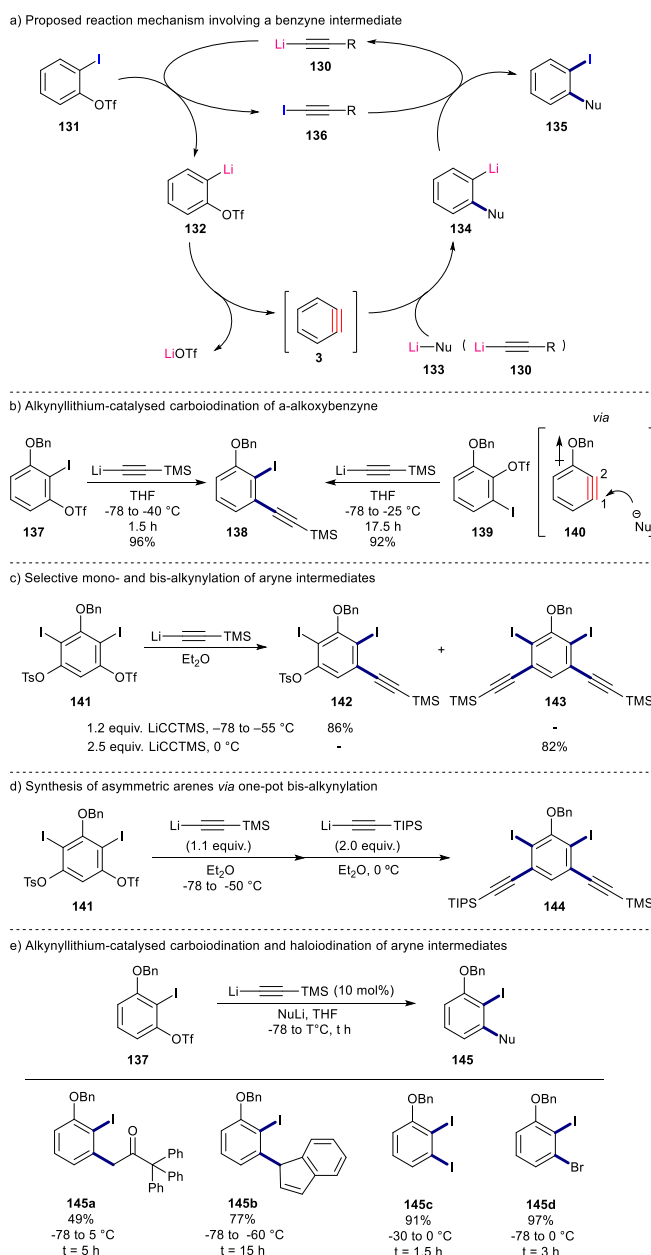 a) Proposed reaction mechanism involving a benzyne intermediate
Li R
130
I
OTf
131
I R
136
I
Nu
135
Li
OTf
132
Li
Nu
134
LiOTf
3
Li Nu ( Li R )
133 130
b) Alkynyllithium-catalysed carboiodination of a-alkoxybenzyne
via
OBn
I
OTf
137
Li TMS
THF
-78 to -40 °C
1.5 h
96%
OBn
I
TMS
138
Li TMS
THF
-78 to -25 °C
17.5 h
92%
OBn
OTf
I
139
OBn
2
1
⊖
Nu
140
c) Selective mono- and bis-alkynylation of aryne intermediates
OBn
I I
TsO OTf
141
Li TMS
Et2O
OBn
I I
TsO
TMS
142
+
OBn
I I
TMS TMS
143
1.2 equiv. LiCCTMS, –78 to –55 °C 86% -
2.5 equiv. LiCCTMS, 0 °C - 82%
d) Synthesis of asymmetric arenes via one-pot bis-alkynylation
OBn
I I
TsO OTf
141
Li TMS
(1.1 equiv.)
Et2O
-78 to -50 °C
Li TIPS
(2.0 equiv.)
Et2O, 0 ºC
OBn
I I
TIPS TMS
144
e) Alkynyllithium-catalysed carboiodination and haloiodination of aryne intermediates
OBn
I
OTf
137
Li TMS (10 mol%)
NuLi, THF
-78 to T°C, t h
OBn
I
Nu
145
OBn
I
O
Ph
Ph
Ph
145a
49%
-78 to 5 °C
t = 5 h
OBn
I
145b
77%
-78 to -60 °C
t = 15 h
OBn
I
I
145c
91%
-30 to 0 °C
t = 1.5 h
OBn
I
Br
145d
97%
-78 to 0 °C
t = 3 h